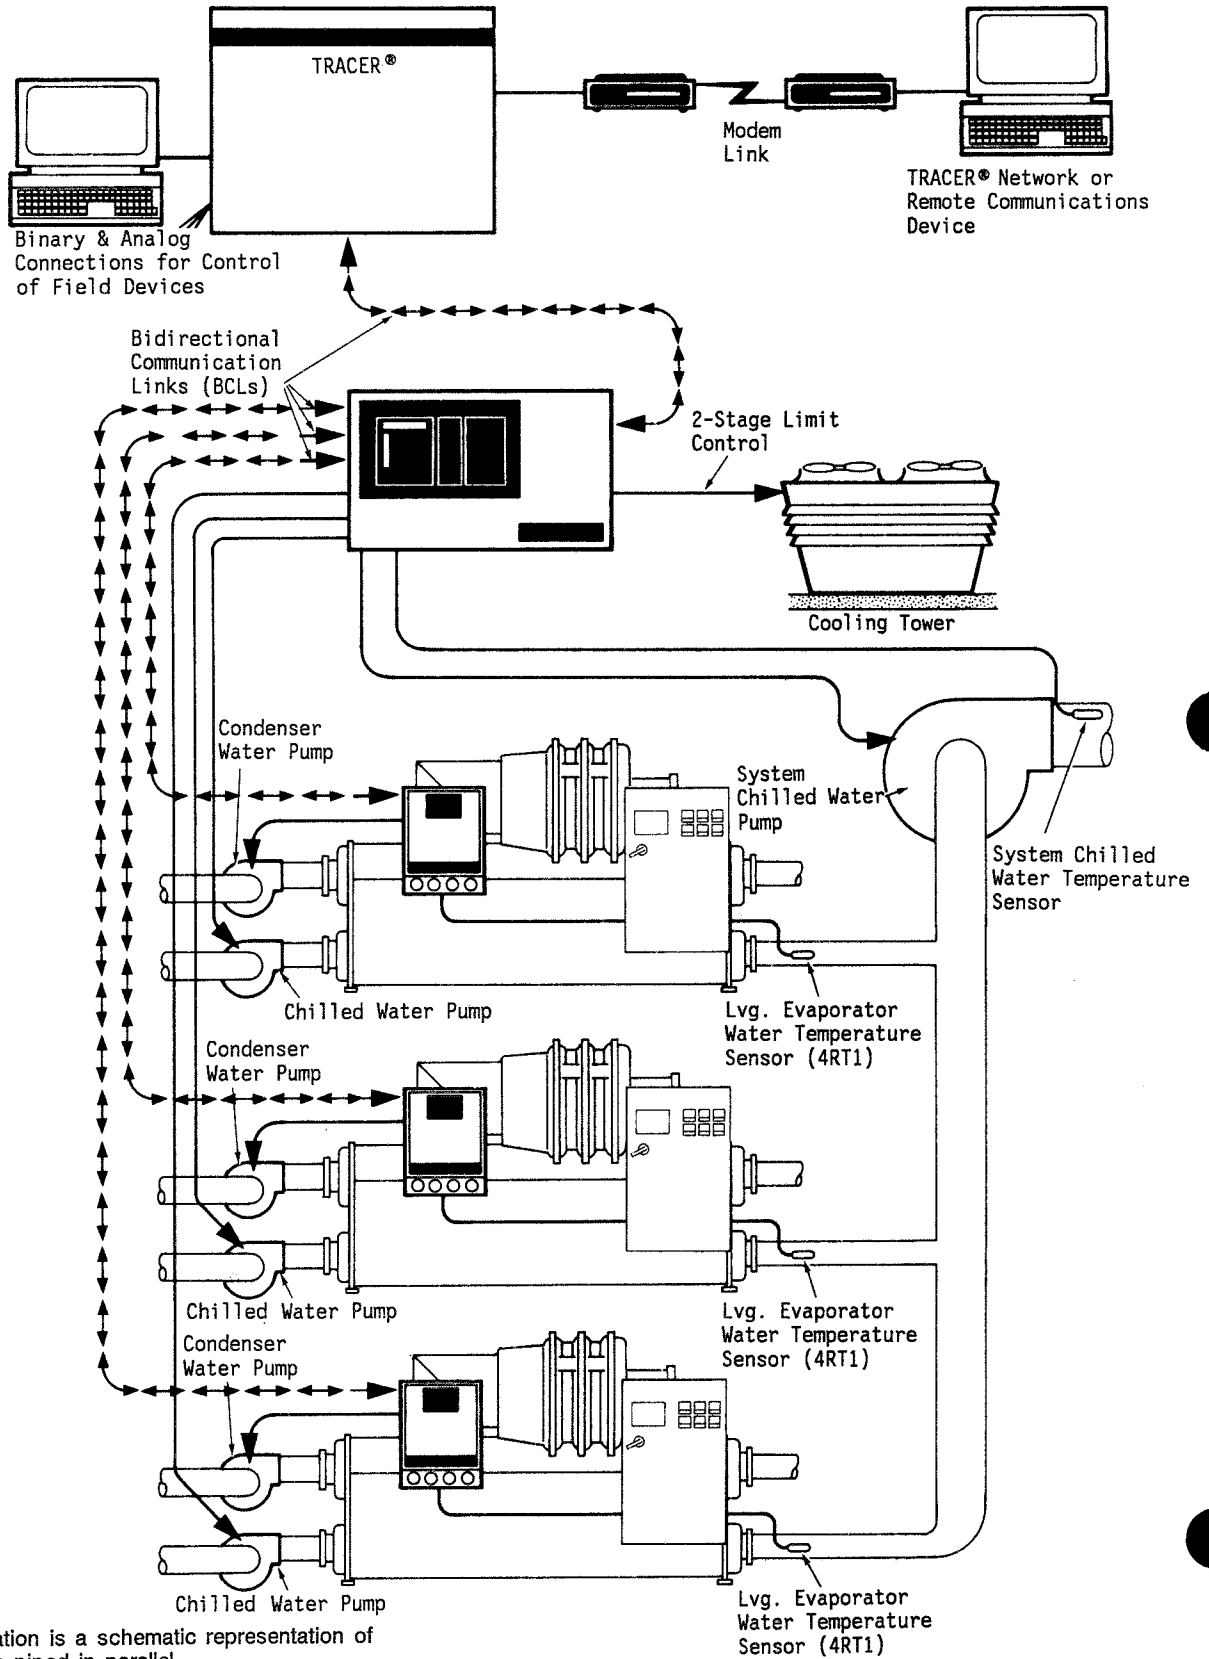 TRACER®
Modem
Link
TRACER® Network or
Remote Communications
Device
Binary & Analog
Connections for Control
of Field Devices
Bidirectional
Communication
Links (BCLs)
2-Stage Limit
Control
Cooling Tower
Condenser
Water Pump
System
Chilled Water
Pump
System Chilled
Water Temperature
Sensor
Chilled Water Pump
Lvg. Evaporator
Water Temperature
Sensor (4RT1)
Condenser
Water Pump
Chilled Water Pump
Lvg. Evaporator
Water Temperature
Sensor (4RT1)
Condenser
Water Pump
Chilled Water Pump
Lvg. Evaporator
Water Temperature
Sensor (4RT1)
ation is a schematic representation of
piped in parallel